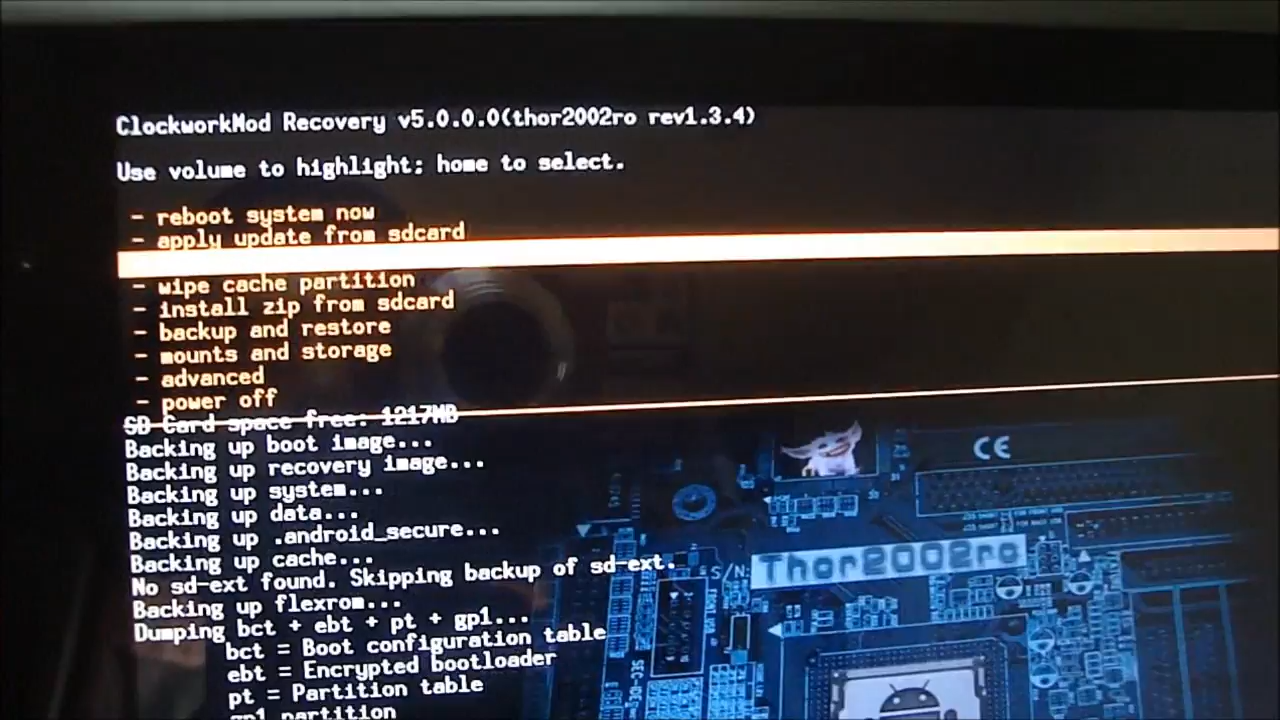 ClockworkMod Recovery v5.0.0.0(thor2002ro rev1.3.4)
Use volume to highlight; home to select.
- reboot system now
- apply update from sdcard
- wipe cache partition
- install zip from sdcard
- backup and restore
- mounts and storage
- advanced
- power off
SD Card space free: 1217MB
Backing up boot image...
Backing up recovery image...
Backing up system...
Backing up data...
Backing up .android_secure...
Backing up cache...
No sd-ext found. Skipping backup of sd-ext.
Backing up flexrom...
Dumping bct + ebt + pt + gp1...
bct = Boot configuration table
ebt = Encrypted bootloader
pt = Partition table
gp1 partition
CE
S/N:
Thor2002ro
SEC-IDE